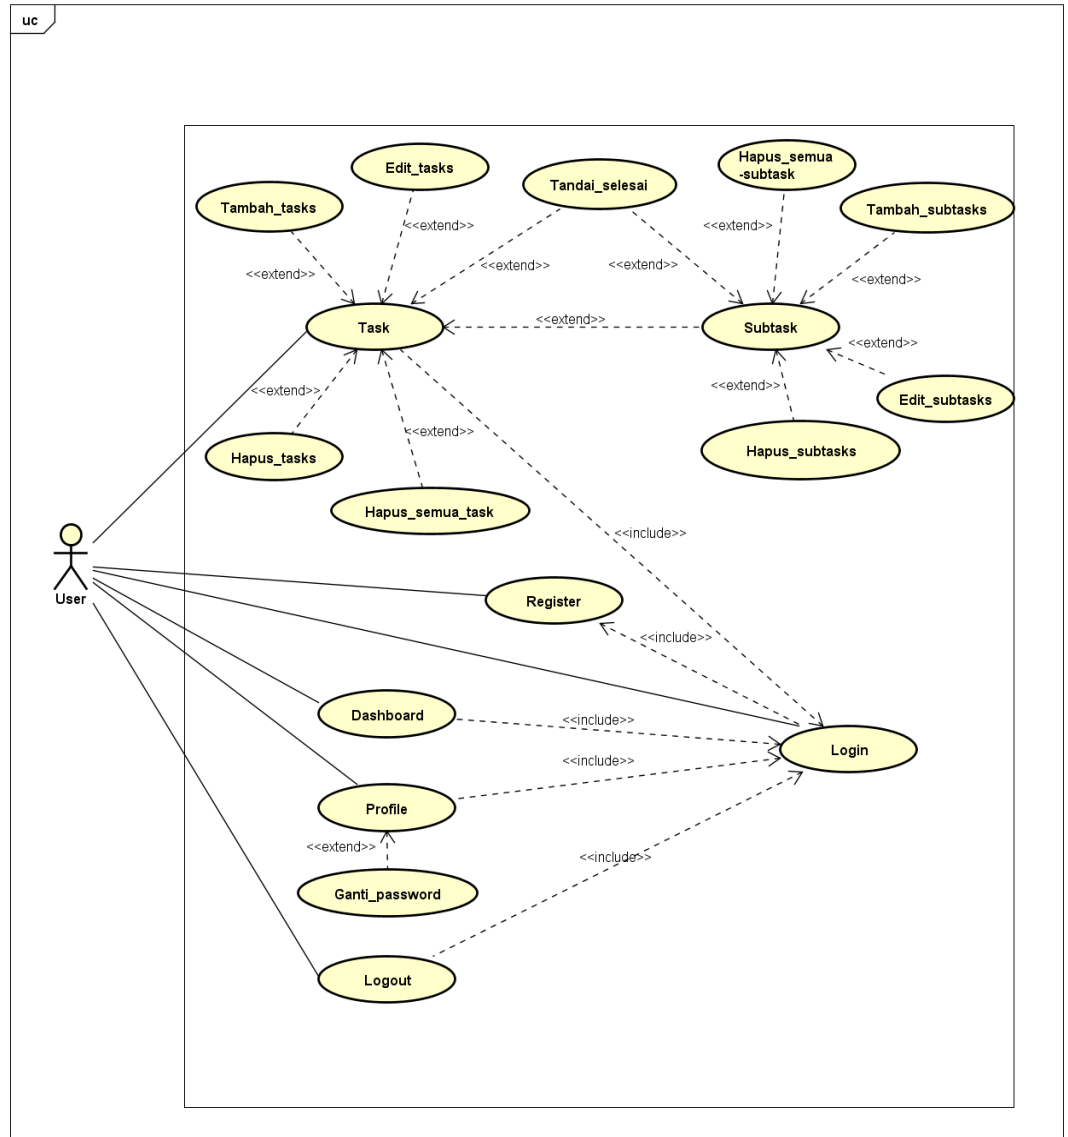 uc
Hapus_semua
-subtask
Edit_tasks
Tandai_selesai
Tambah_tasks
Tambah_subtasks
<<extend>>
<<extend>>
<<extend>>
<<extend>>
<<extend>>
<<extend>>
<<extend>>
Task
<<extend>>
Subtask
<<extend>>
<<extend>>
<<extend>>
Edit_subtasks
<<extend>>
Hapus_tasks
Hapus_subtasks
Hapus_semua_task
<<include>>
User
Register
<<include>>
Dashboard
<<include>>
Login
<<include>>
Profile
<<extend>>
<<include>>
Ganti_password
Logout